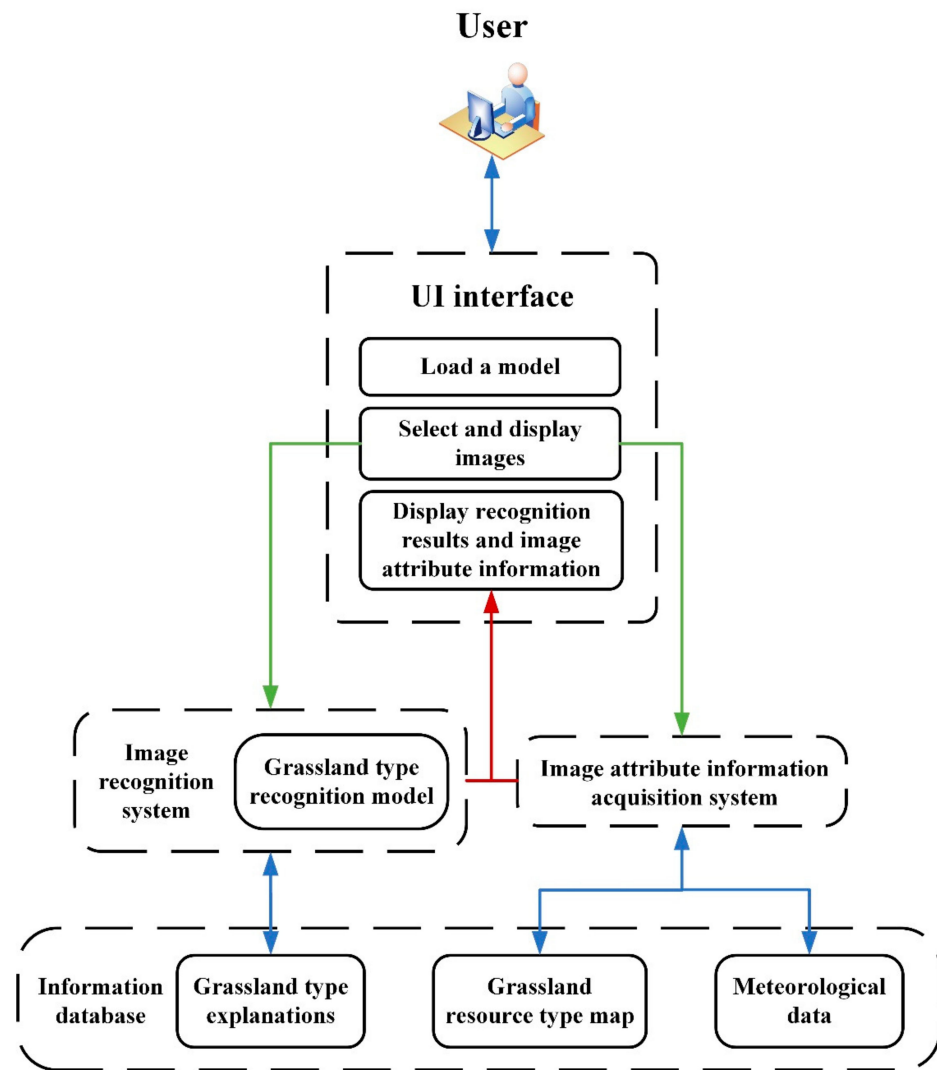 User
UI interface
Load a model
Select and display
images
Display recognition
results and image
attribute information
Image
recognition
system
Grassland type
recognition model
Image attribute information
acquisition system
Information
database
Grassland type
explanations
Grassland
resource type map
Meteorological
data